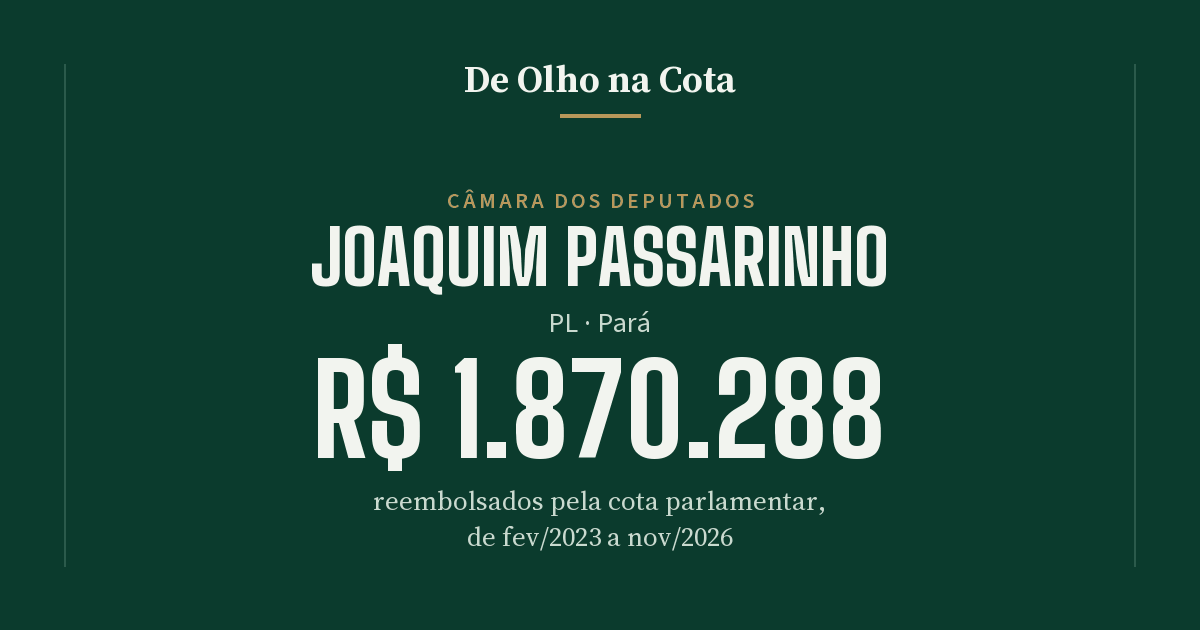 De Olho na Cota
CÂMARA DOS DEPUTADOS
JOAQUIM PASSARINHO
PL · Pará
R$ 1.870.288
reembolsados pela cota parlamentar,
de fev/2023 a nov/2026